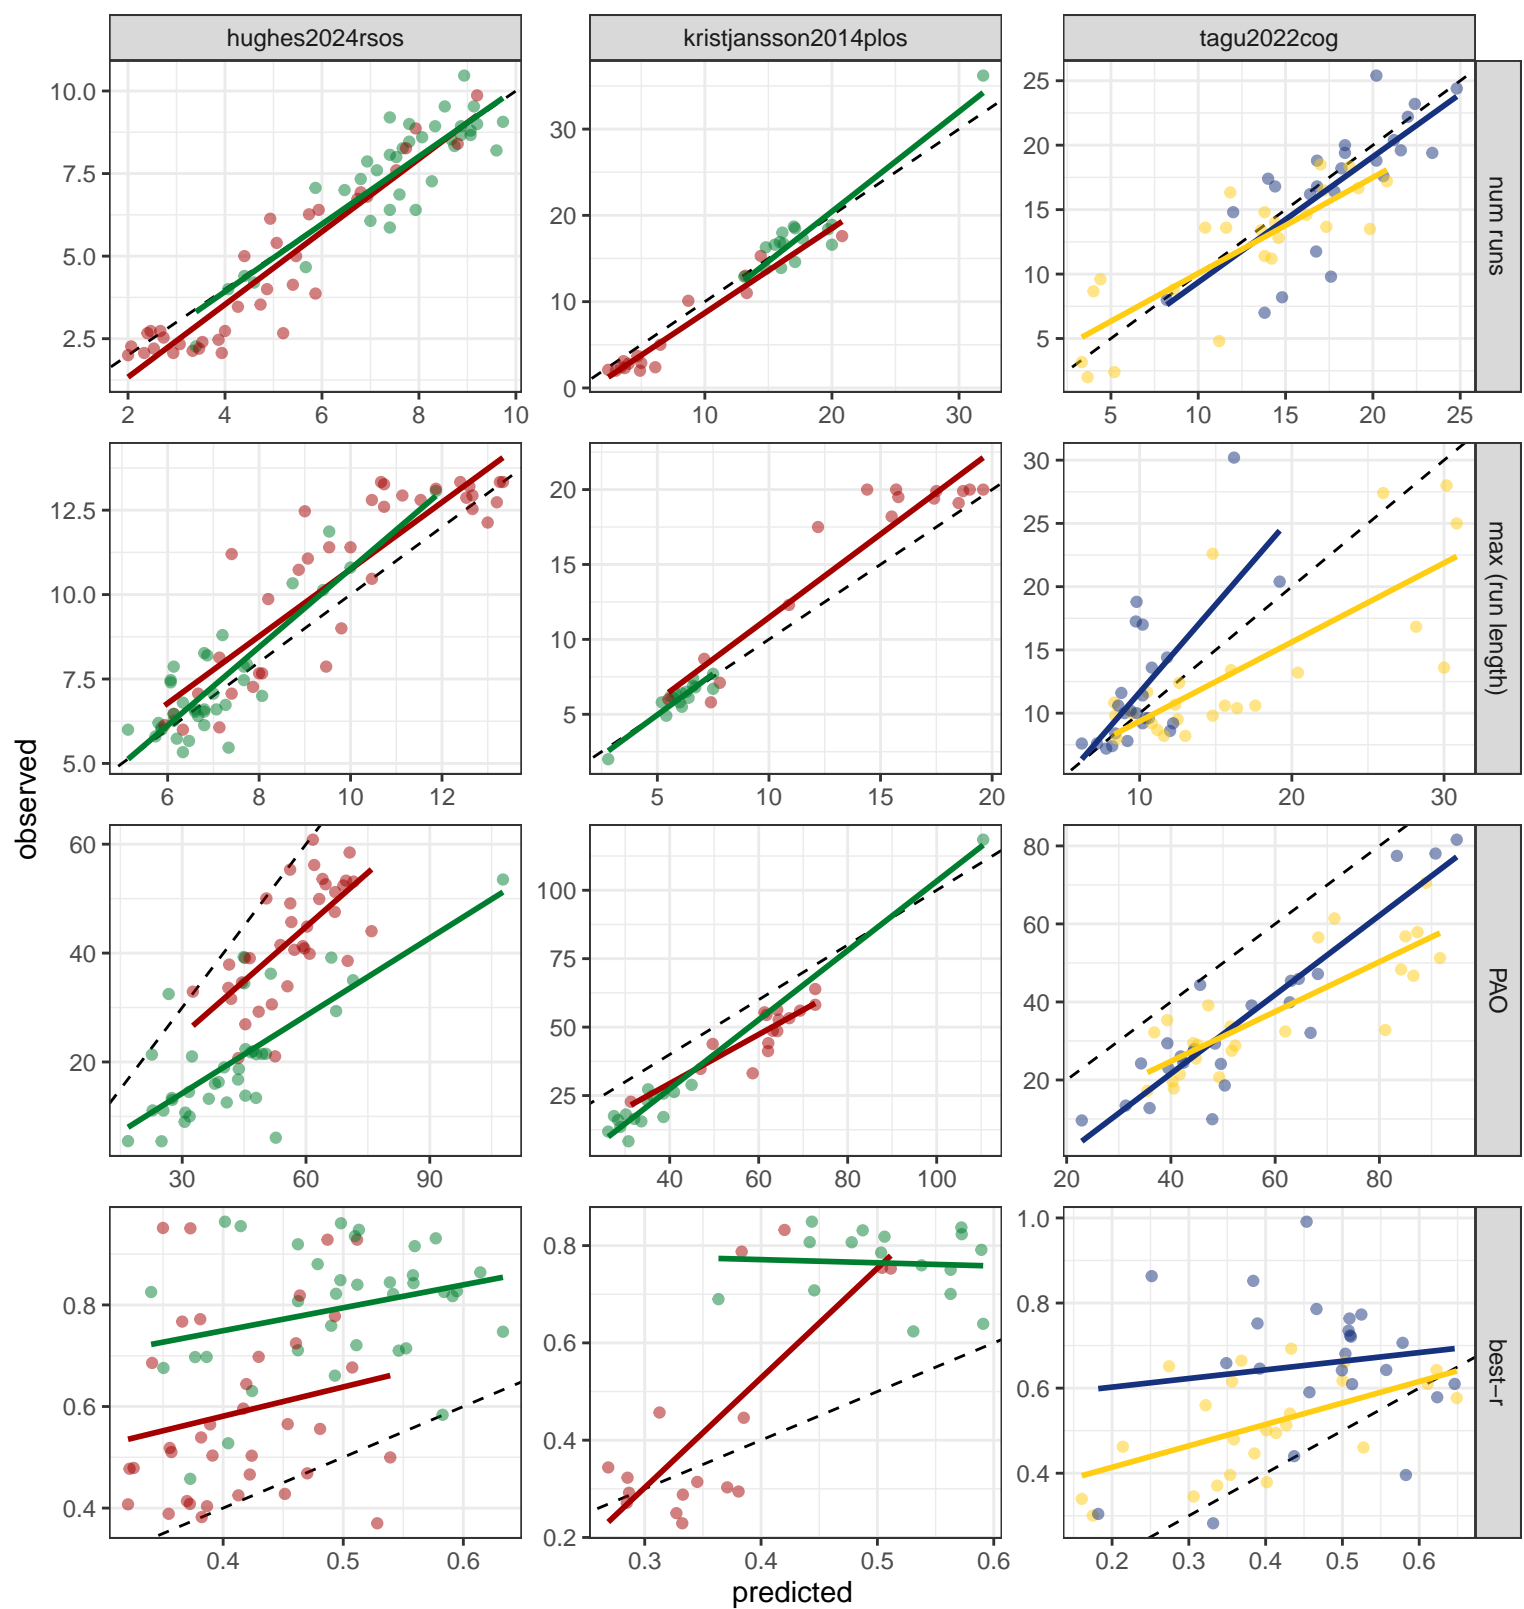 hughes2024rsos kristjansson2014plos tagu2022cog
10.0
7.5
5.0
2.5
2 4 6 8 10
30
20
10
0
10 20 30
25
20
15
10
5
5 10 15 20 25
num runs
12.5
10.0
7.5
5.0
6 8 10 12
20
15
10
5
5 10 15 20
30
25
20
15
10
10 20 30
max (run length)
60
40
20
30 60 90
100
75
50
25
40 60 80 100
80
60
40
20
20 40 60 80
PAO
0.8
0.6
0.4
0.4 0.5 0.6
0.8
0.6
0.4
0.2
0.3 0.4 0.5 0.6
1.0
0.8
0.6
0.4
0.2 0.3 0.4 0.5 0.6
best−r
observed
predicted